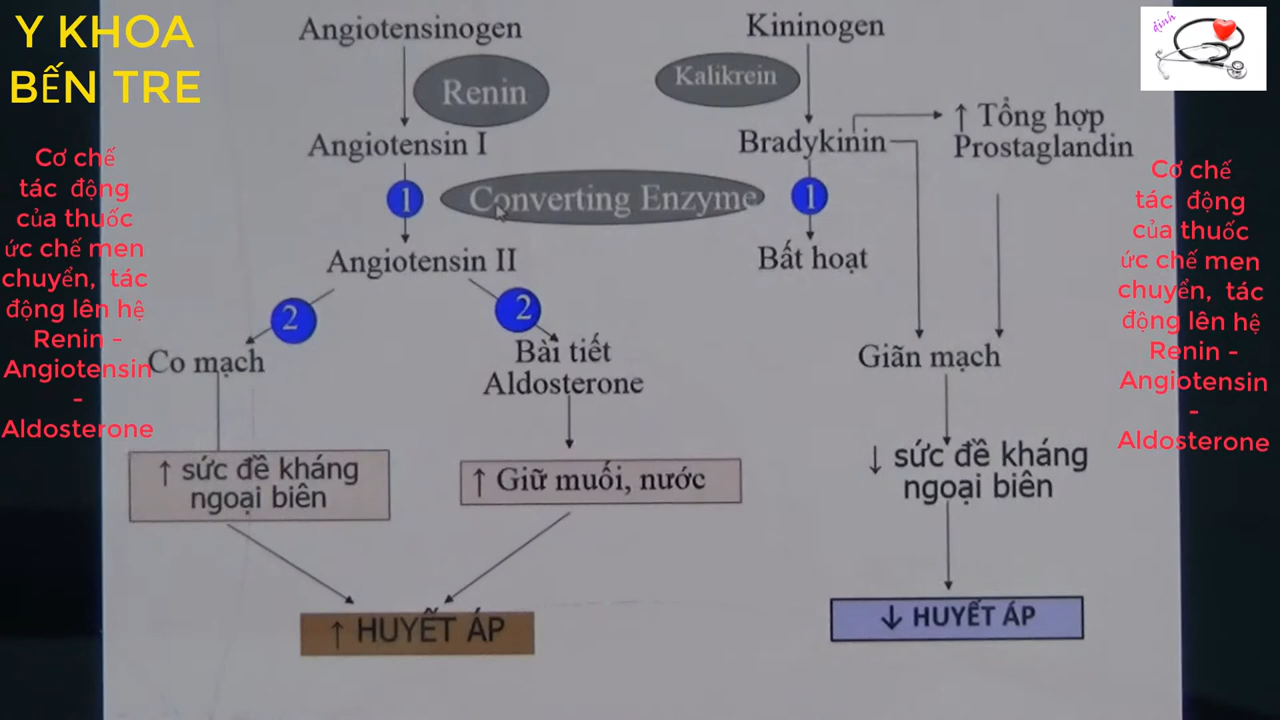 Y KHOA
BẾN TRE
Cơ chế
tác động
của thuốc
ức chế men
chuyển, tác
động lên hệ
Renin -
Angiotensin
-
Aldosterone
Angiotensinogen
Renin
Angiotensin I
1
Converting Enzyme
Angiotensin II
2
2
Co mạch
Bài tiết
Aldosterone
↑ sức đề kháng
ngoại biên
↑ Giữ muối, nước
↑ HUYẾT ÁP
Kininogen
Kalikrein
Bradykinin
↑ Tổng hợp
Prostaglandin
1
Bất hoạt
Giãn mạch
↓ sức đề kháng
ngoại biên
↓ HUYẾT ÁP
định
Cơ chế
tác động
của thuốc
ức chế men
chuyển, tác
động lên hệ
Renin -
Angiotensin
-
Aldosterone